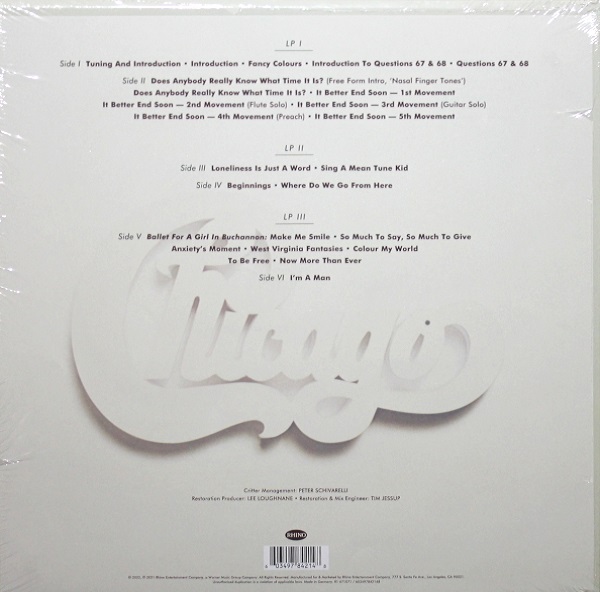 LP I
Side I Tuning And Introduction • Introduction • Fancy Colours • Introduction To Questions 67 & 68 • Questions 67 & 68
Side II Does Anybody Really Know What Time It Is? (Free Form Intro, 'Nasal Finger Tones')
Does Anybody Really Know What Time It Is? • It Better End Soon — 1st Movement
It Better End Soon — 2nd Movement (Flute Solo) • It Better End Soon — 3rd Movement (Guitar Solo)
It Better End Soon — 4th Movement (Preach) • It Better End Soon — 5th Movement
LP II
Side III Loneliness Is Just A Word • Sing A Mean Tune Kid
Side IV Beginnings • Where Do We Go From Here
LP III
Side V Ballet For A Girl In Buchannon: Make Me Smile • So Much To Say, So Much To Give
Anxiety's Moment • West Virginia Fantasies • Colour My World
To Be Free • Now More Than Ever
Side VI I'm A Man
Chicago
Critter Management: PETER SCHIVARELLI
Restoration Producer: LEE LOUGHNANE • Restoration & Mix Engineer: TIM JESSUP
RHINO
03497 84214